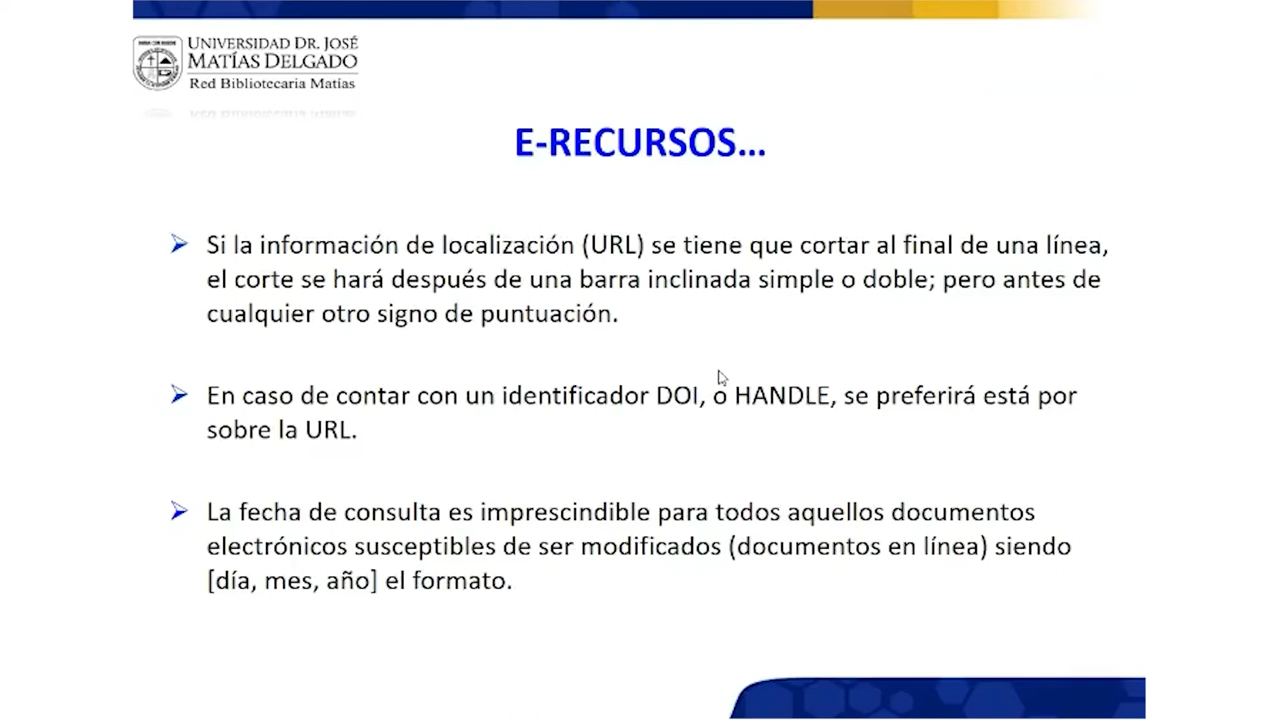 UNIVERSIDAD DR. JOSÉ
MATÍAS DELGADO
Red Bibliotecaria Matías
E-RECURSOS...
Si la información de localización (URL) se tiene que cortar al final de una línea,
el corte se hará después de una barra inclinada simple o doble; pero antes de
cualquier otro signo de puntuación.
En caso de contar con un identificador DOI, o HANDLE, se preferirá está por
sobre la URL.
La fecha de consulta es imprescindible para todos aquellos documentos
electrónicos susceptibles de ser modificados (documentos en línea) siendo
[día, mes, año] el formato.